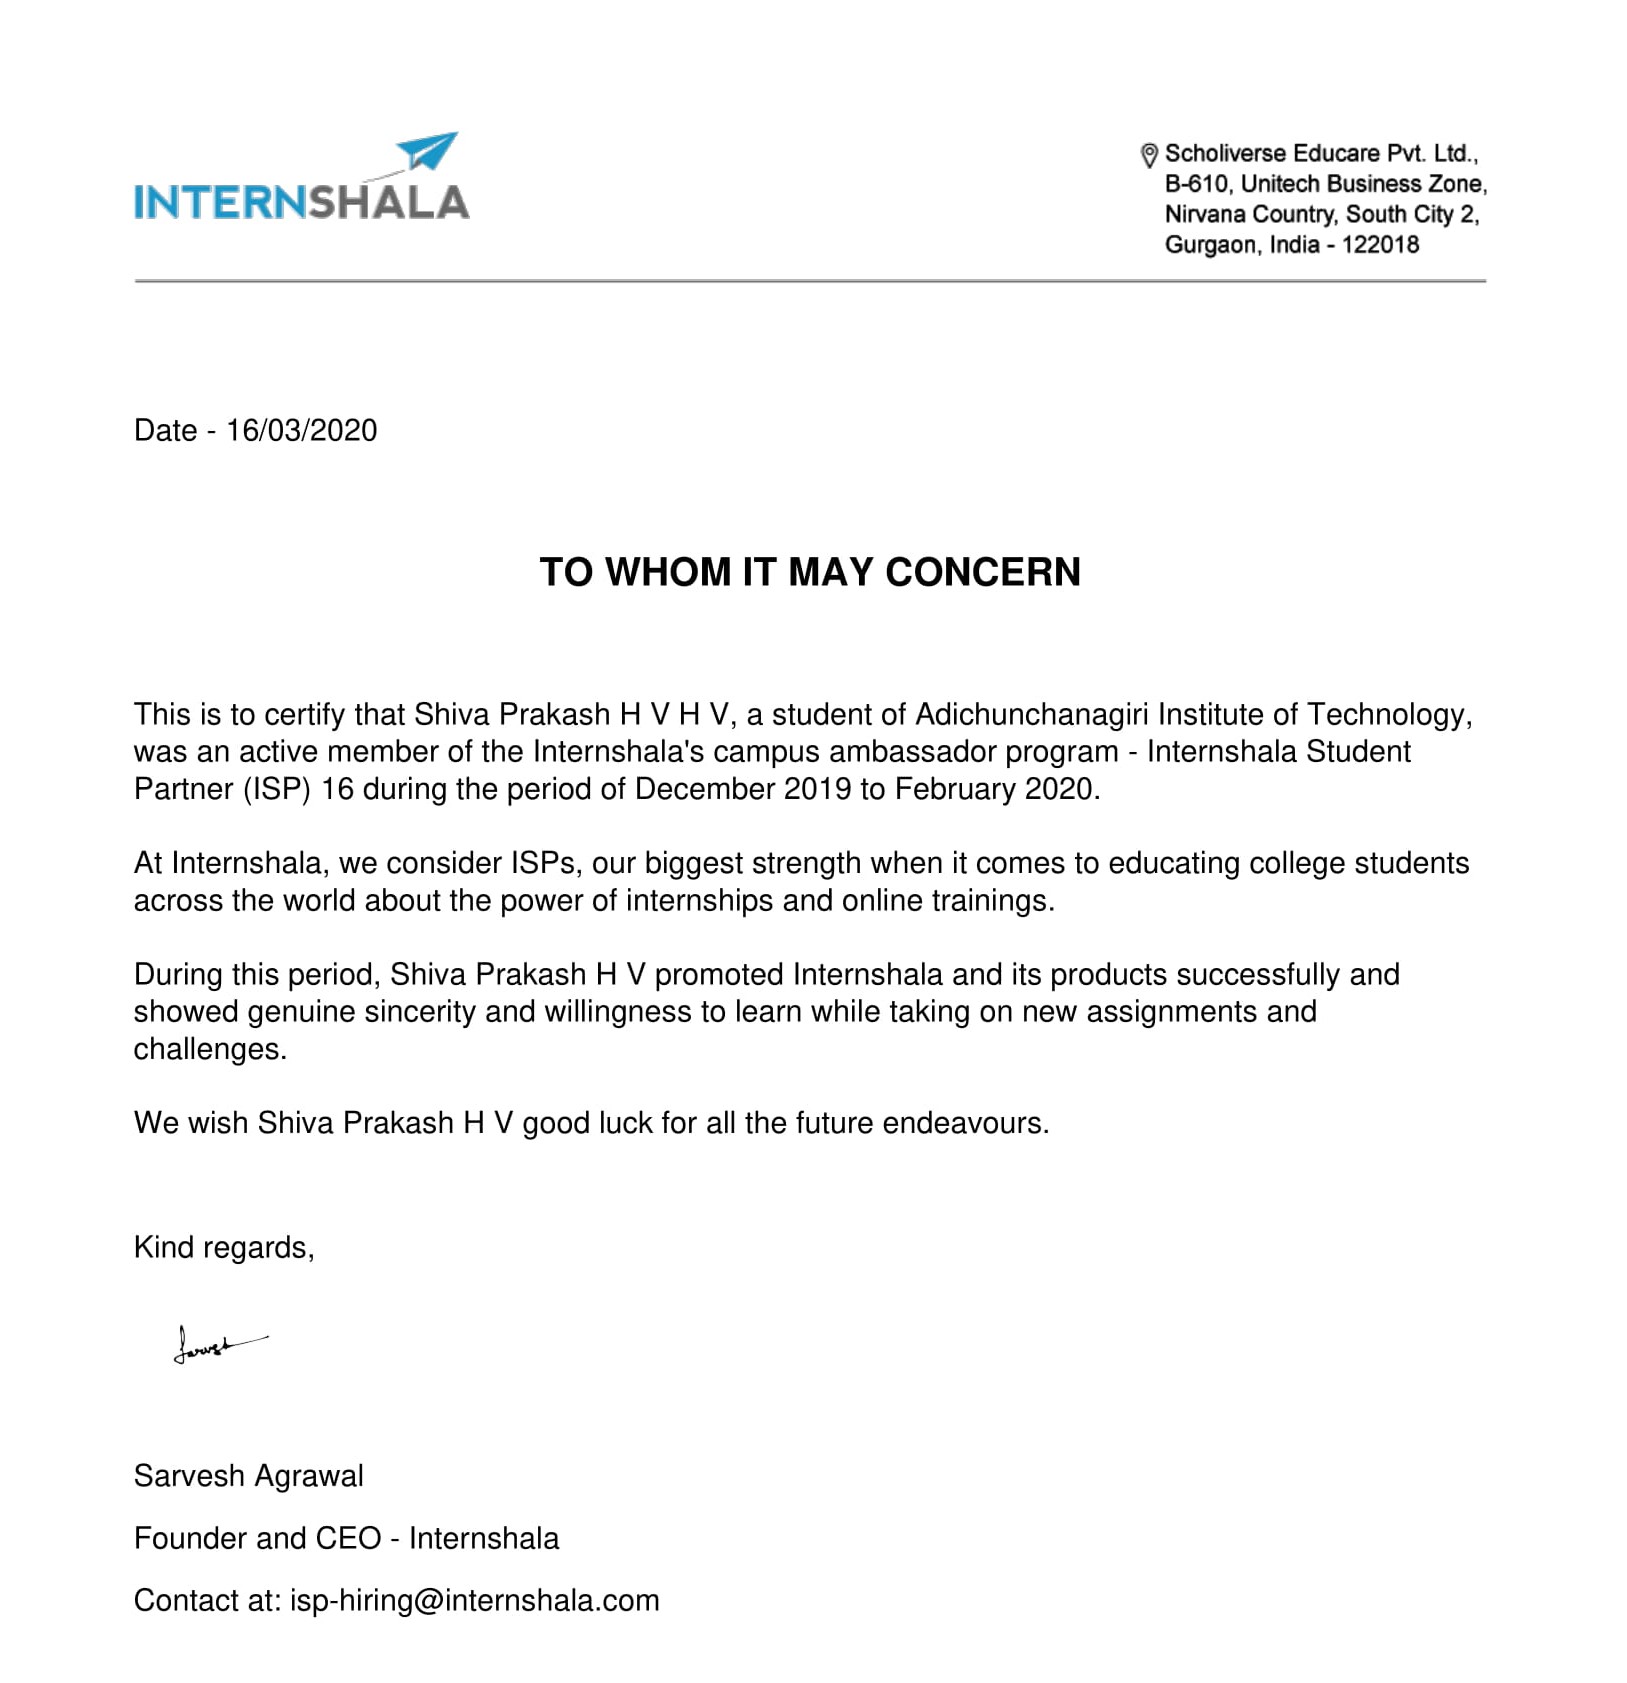 INTERNSHALA
Scholiverse Educare Pvt. Ltd.,
B-610, Unitech Business Zone,
Nirvana Country, South City 2,
Gurgaon, India - 122018
Date - 16/03/2020
TO WHOM IT MAY CONCERN
This is to certify that Shiva Prakash H V H V, a student of Adichunchanagiri Institute of Technology,
was an active member of the Internshala's campus ambassador program - Internshala Student
Partner (ISP) 16 during the period of December 2019 to February 2020.
At Internshala, we consider ISPs, our biggest strength when it comes to educating college students
across the world about the power of internships and online trainings.
During this period, Shiva Prakash H V promoted Internshala and its products successfully and
showed genuine sincerity and willingness to learn while taking on new assignments and
challenges.
We wish Shiva Prakash H V good luck for all the future endeavours.
Kind regards,
Sarvesh
Sarvesh Agrawal
Founder and CEO - Internshala
Contact at: isp-hiring@internshala.com